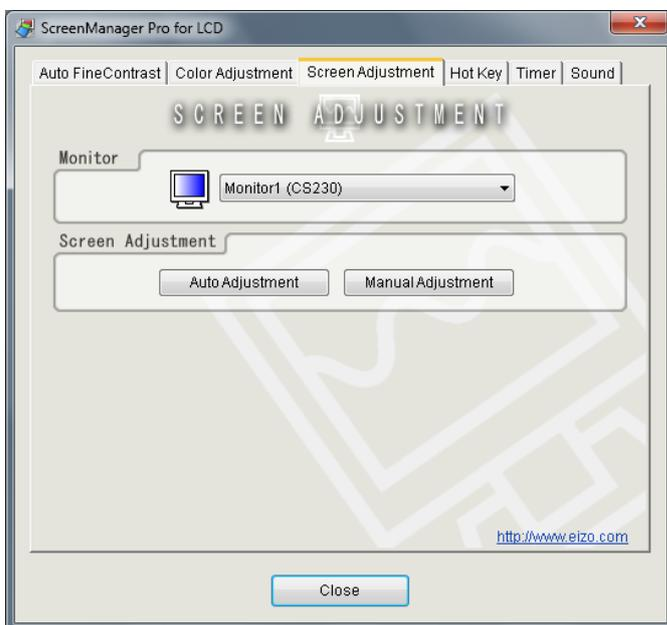 ScreenManager Pro for LCD
Auto FineContrast Color Adjustment Screen Adjustment Hot Key Timer Sound
SCREEN ADJUSTMENT
Monitor
Monitor1 (CS230)
Screen Adjustment
Auto Adjustment Manual Adjustment
http://www.eizo.com
Close